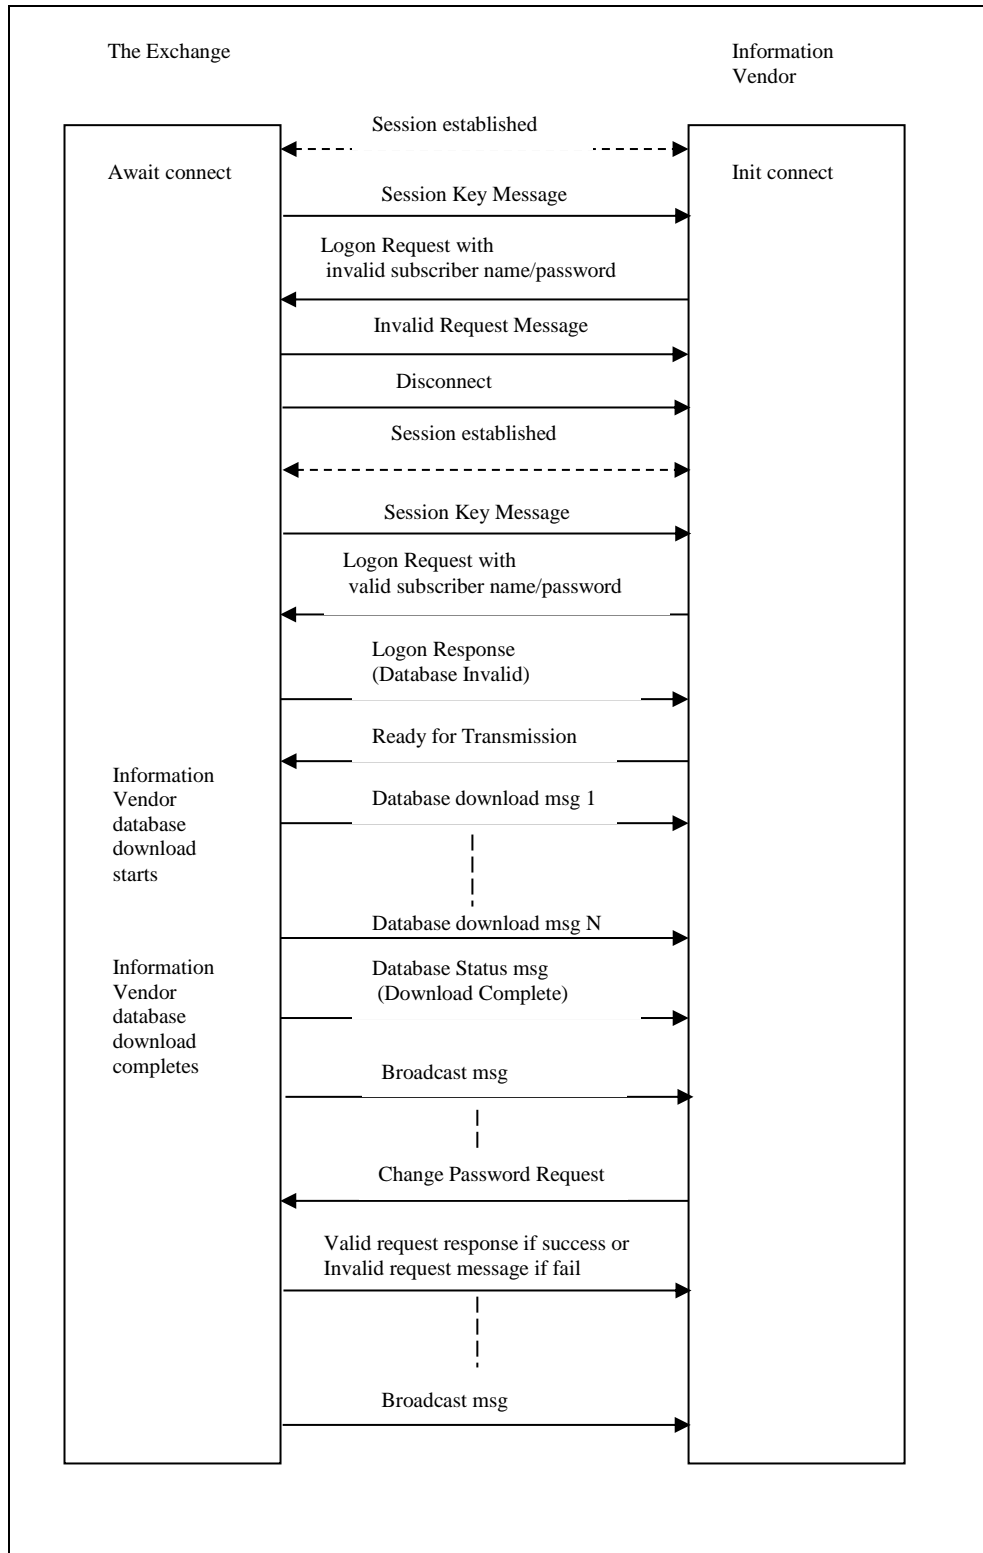 The Exchange
Information
Vendor
Session established
Await connect
Init connect
Session Key Message
Logon Request with
invalid subscriber name/password
Invalid Request Message
Disconnect
Session established
Session Key Message
Logon Request with
valid subscriber name/password
Logon Response
(Database Invalid)
Ready for Transmission
Information
Vendor
database
download
starts
Database download msg 1
Database download msg N
Information
Vendor
database
download
completes
Database Status msg
(Download Complete)
Broadcast msg
Change Password Request
Valid request response if success or
Invalid request message if fail
Broadcast msg